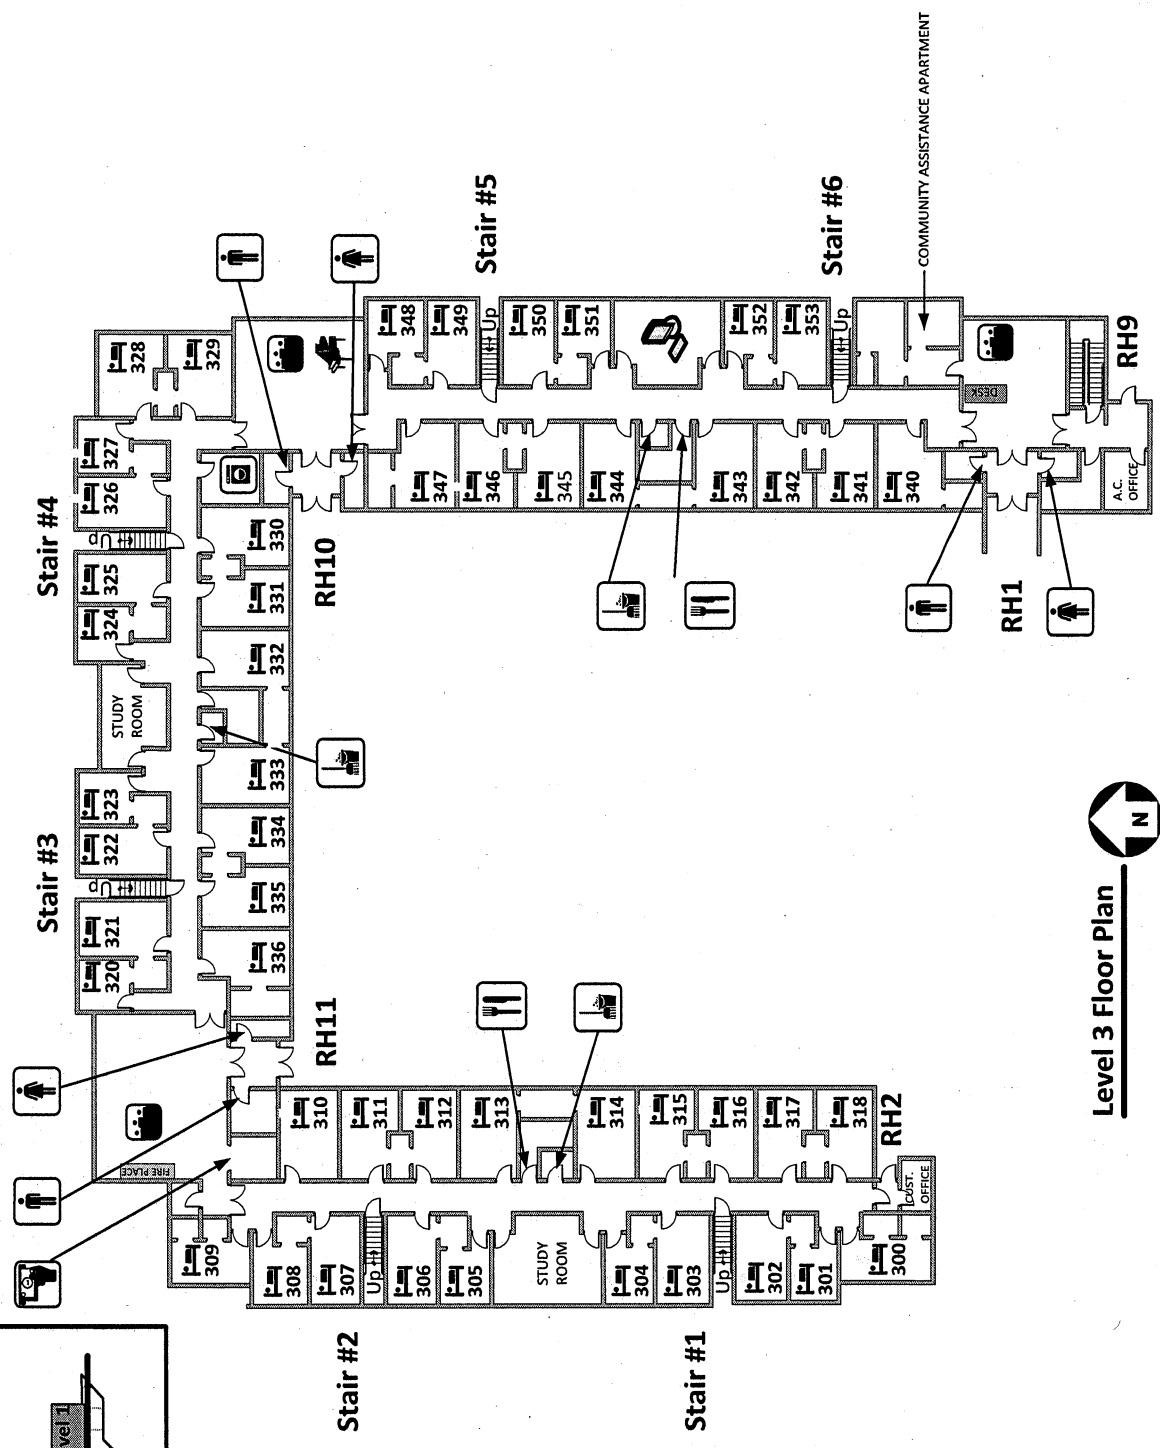 COMMUNITY ASSISTANCE APARTMENT
Stair #5
Stair #6
328
329
348
349
Up
350
351
352
353
Up
DESK
RH9
327
326
Stair #4
Up
325
324
STUDY
ROOM
323
322
Stair #3
Up
321
320
347
346
345
344
343
342
341
340
A.C.
OFFICE
330
331
332
333
334
335
336
RH10
RH1
RH11
FIRE PLACE
310
311
312
313
314
315
316
317
318
RH2
CUST.
OFFICE
309
308
307
Up
306
305
STUDY
ROOM
304
303
Up
302
301
300
Stair #2
Stair #1
N
Level 3 Floor Plan
vel 1